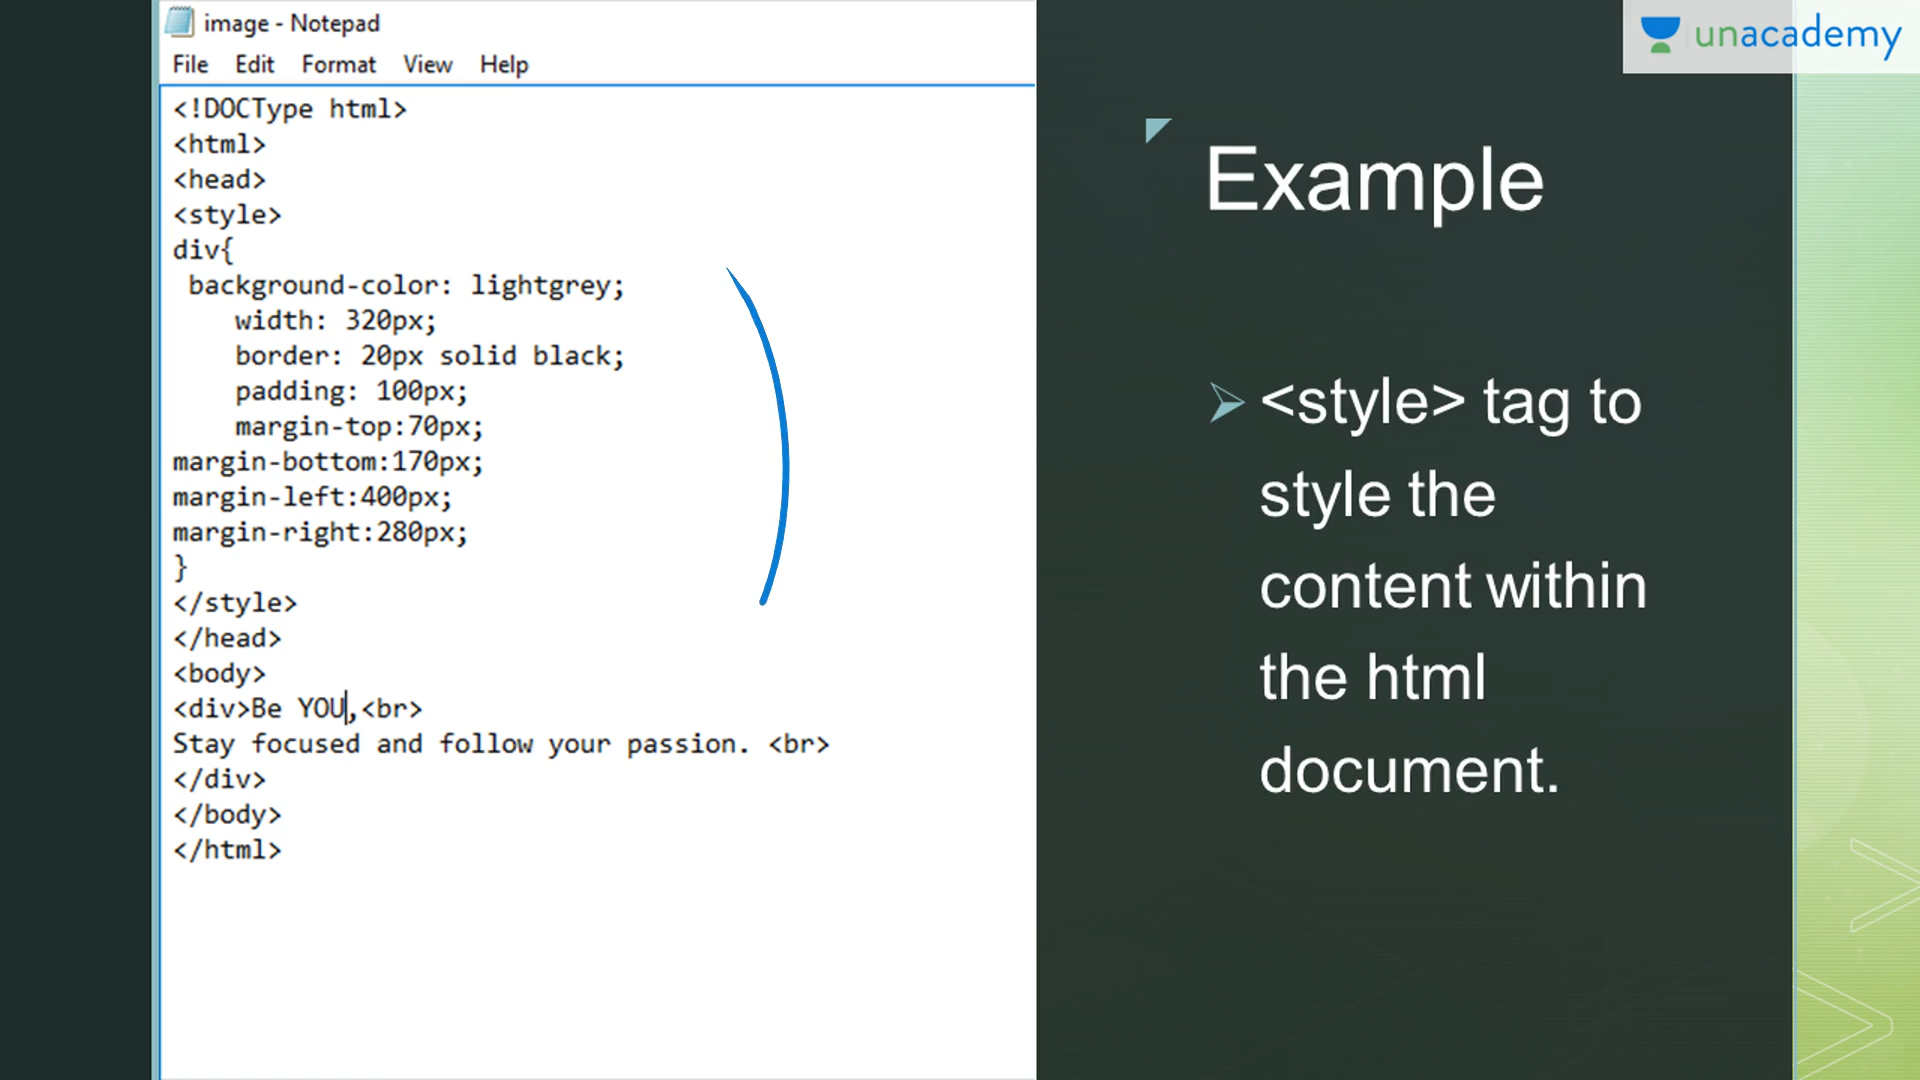 image - Notepad
File Edit Format View Help
<!DOCType html>
<html>
<head>
<style>
div{
 background-color: lightgrey;
    width: 320px;
    border: 20px solid black;
    padding: 100px;
    margin-top:70px;
margin-bottom:170px;
margin-left:400px;
margin-right:280px;
}
</style>
</head>
<body>
<div>Be YOU,<br>
Stay focused and follow your passion. <br>
</div>
</body>
</html>
unacademy
Example
<style> tag to
style the
content within
the html
document.